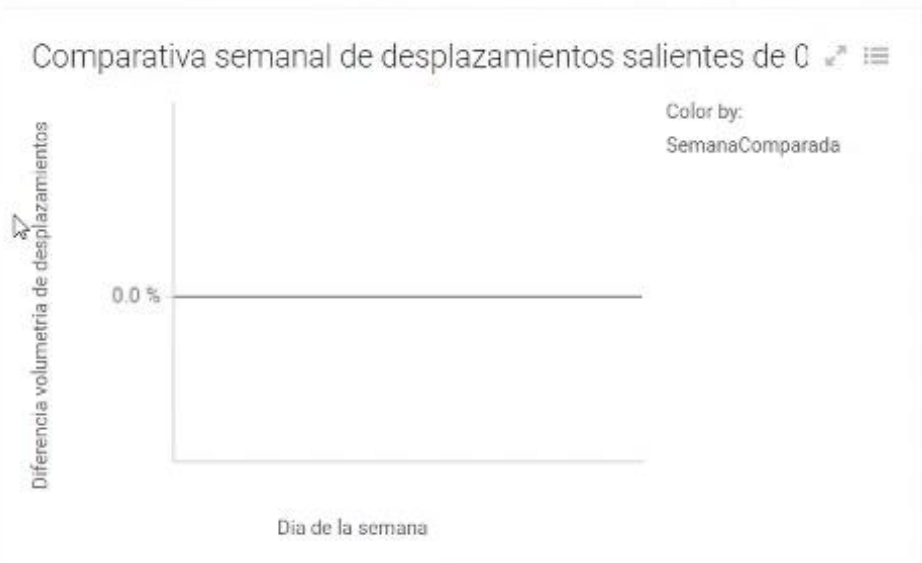 Comparativa semanal de desplazamientos salientes de 0
Color by:
SemanaComparada
Diferencia volumetria de desplazamientos
0.0 %
Dia de la semana